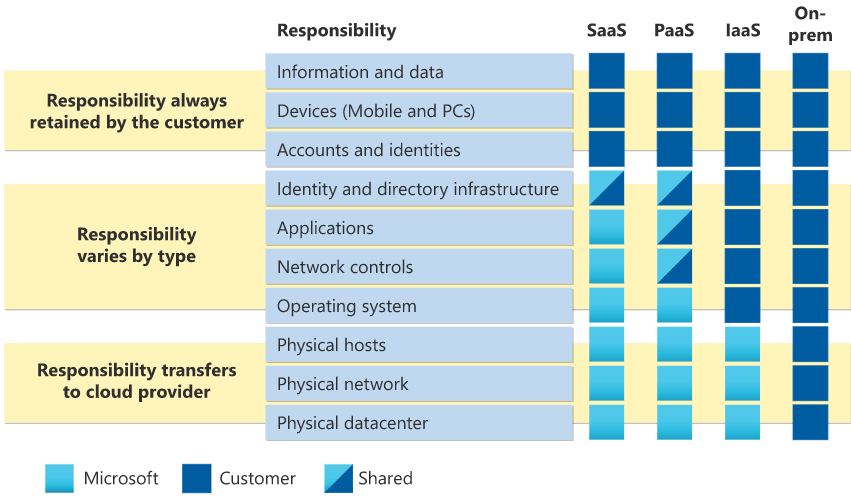 Responsibility
SaaS
PaaS
IaaS
On-
prem
Responsibility always
retained by the customer
Information and data
Devices (Mobile and PCs)
Accounts and identities
Responsibility
varies by type
Identity and directory infrastructure
Applications
Network controls
Operating system
Responsibility transfers
to cloud provider
Physical hosts
Physical network
Physical datacenter
Microsoft
Customer
Shared